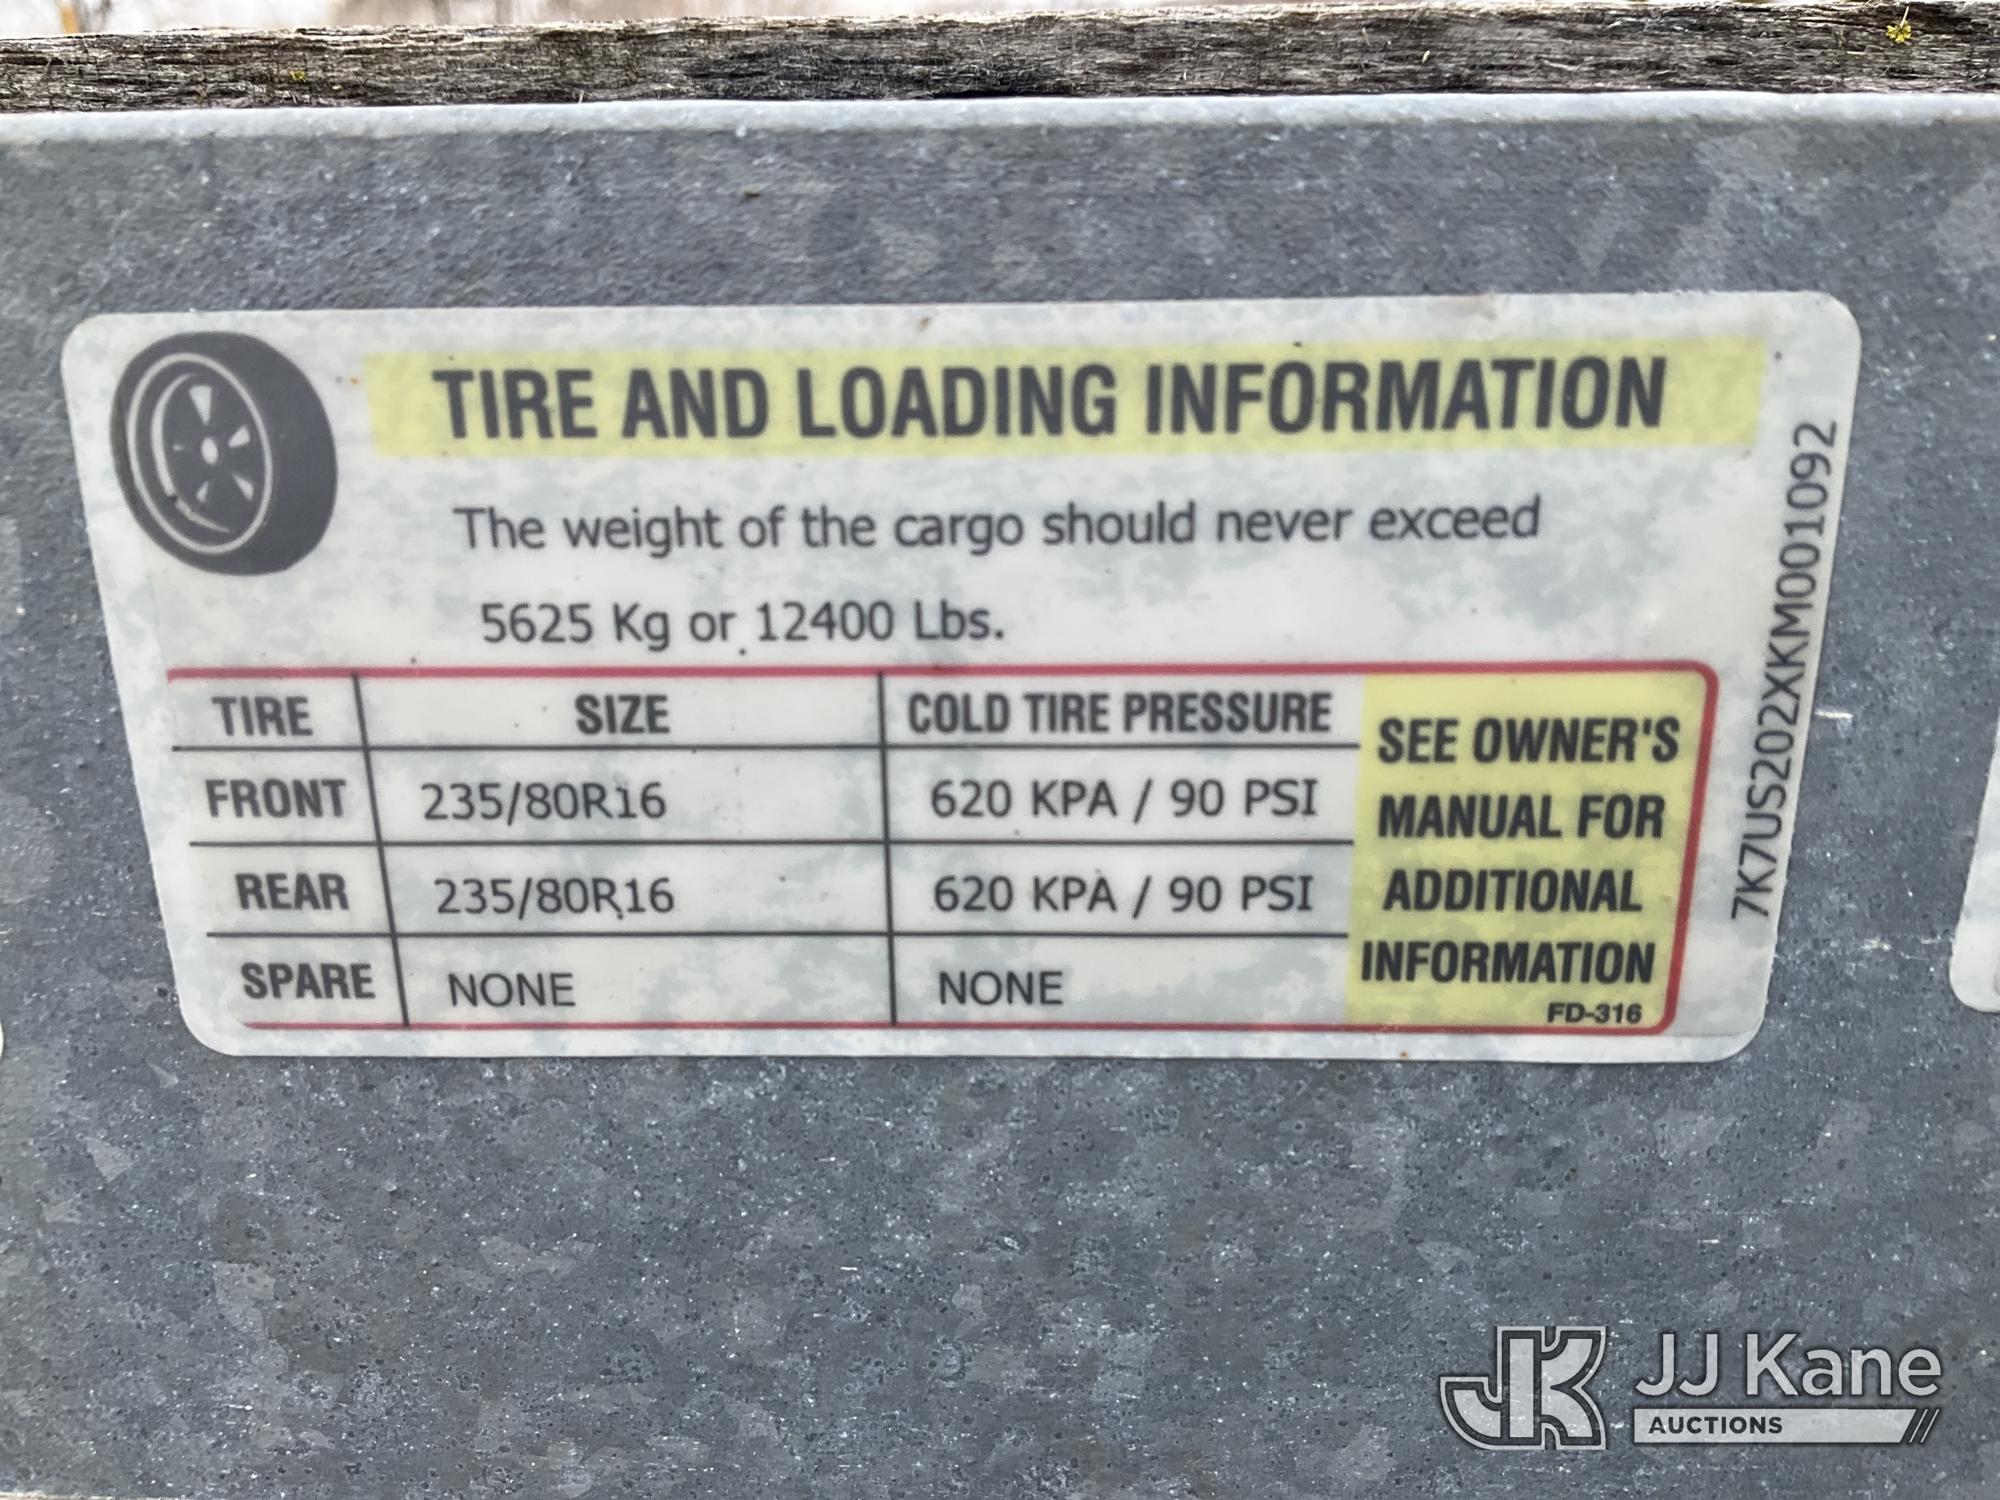 TIRE AND LOADING INFORMATION
The weight of the cargo should never exceed
5625 Kg or 12400 Lbs.
TIRE SIZE COLD TIRE PRESSURE
FRONT 235/80R16 620 KPA / 90 PSI
REAR 235/80R16 620 KPA / 90 PSI
SPARE NONE NONE
SEE OWNER'S
MANUAL FOR
ADDITIONAL
INFORMATION
FD-316
7K7US202XKM001092
JK JJ Kane
AUCTIONS